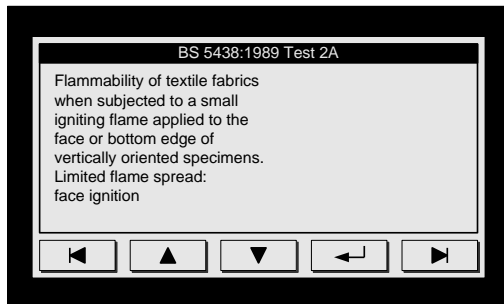 BS 5438:1989 Test 2A
Flammability of textile fabrics
when subjected to a small
igniting flame applied to the
face or bottom edge of
vertically oriented specimens.
Limited flame spread:
face ignition